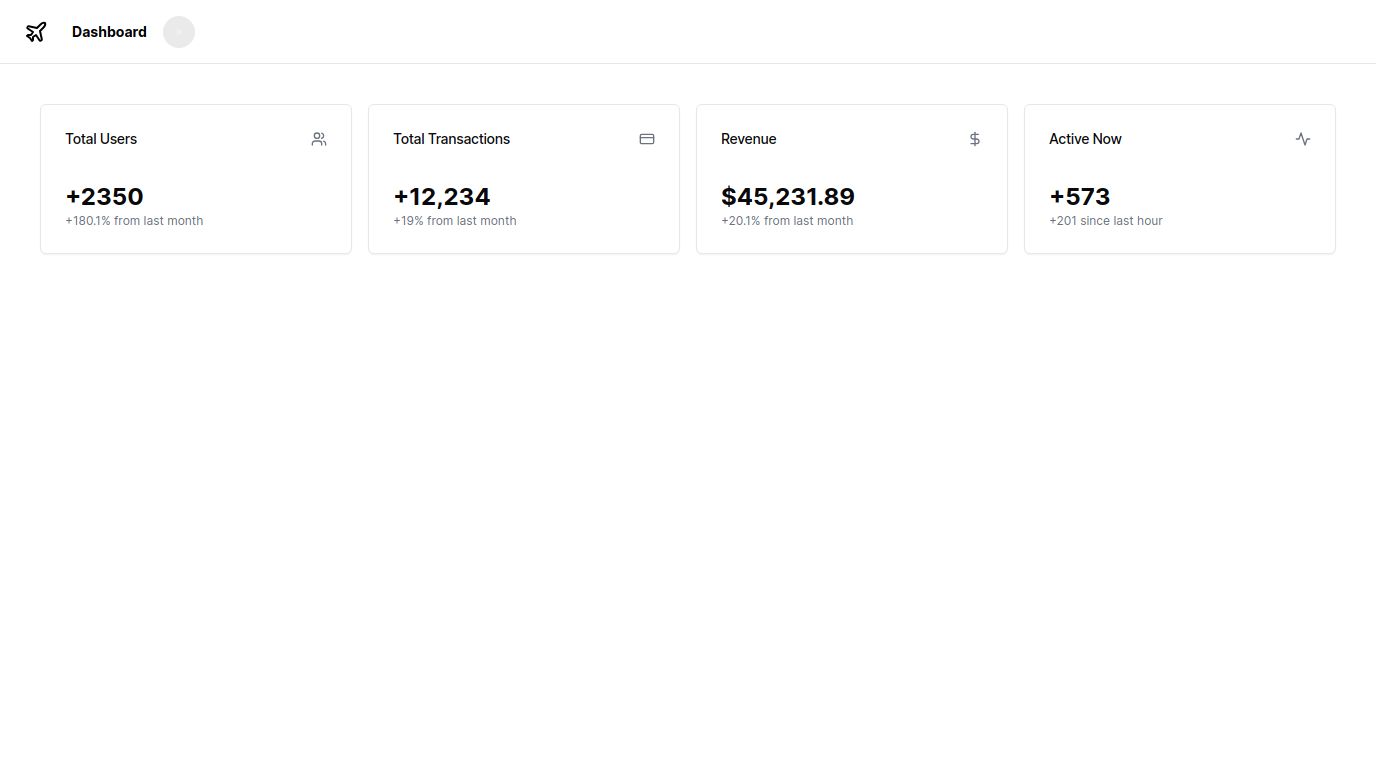 Dashboard
Total Users
+2350
+180.1% from last month
Total Transactions
+12,234
+19% from last month
Revenue
$45,231.89
+20.1% from last month
Active Now
+573
+201 since last hour